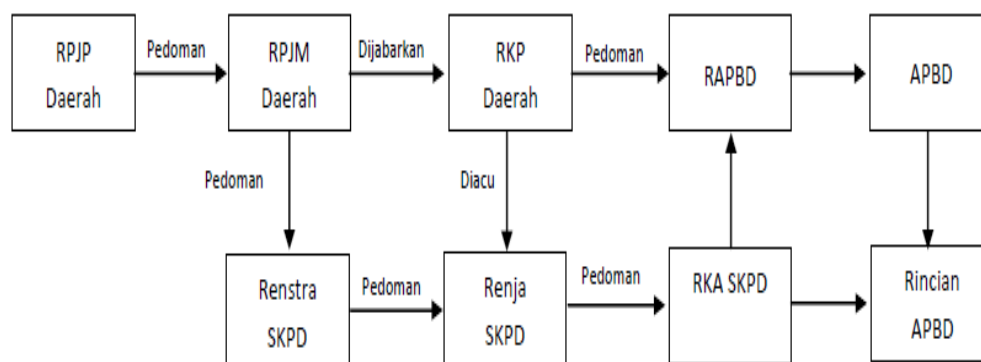 RPJP
Daerah
Pedoman
RPJM
Daerah
Dijabarkan
RKP
Daerah
Pedoman
RAPBD
APBD
Pedoman
Diacu
Renstra
SKPD
Pedoman
Renja
SKPD
Pedoman
RKA SKPD
Rincian
APBD